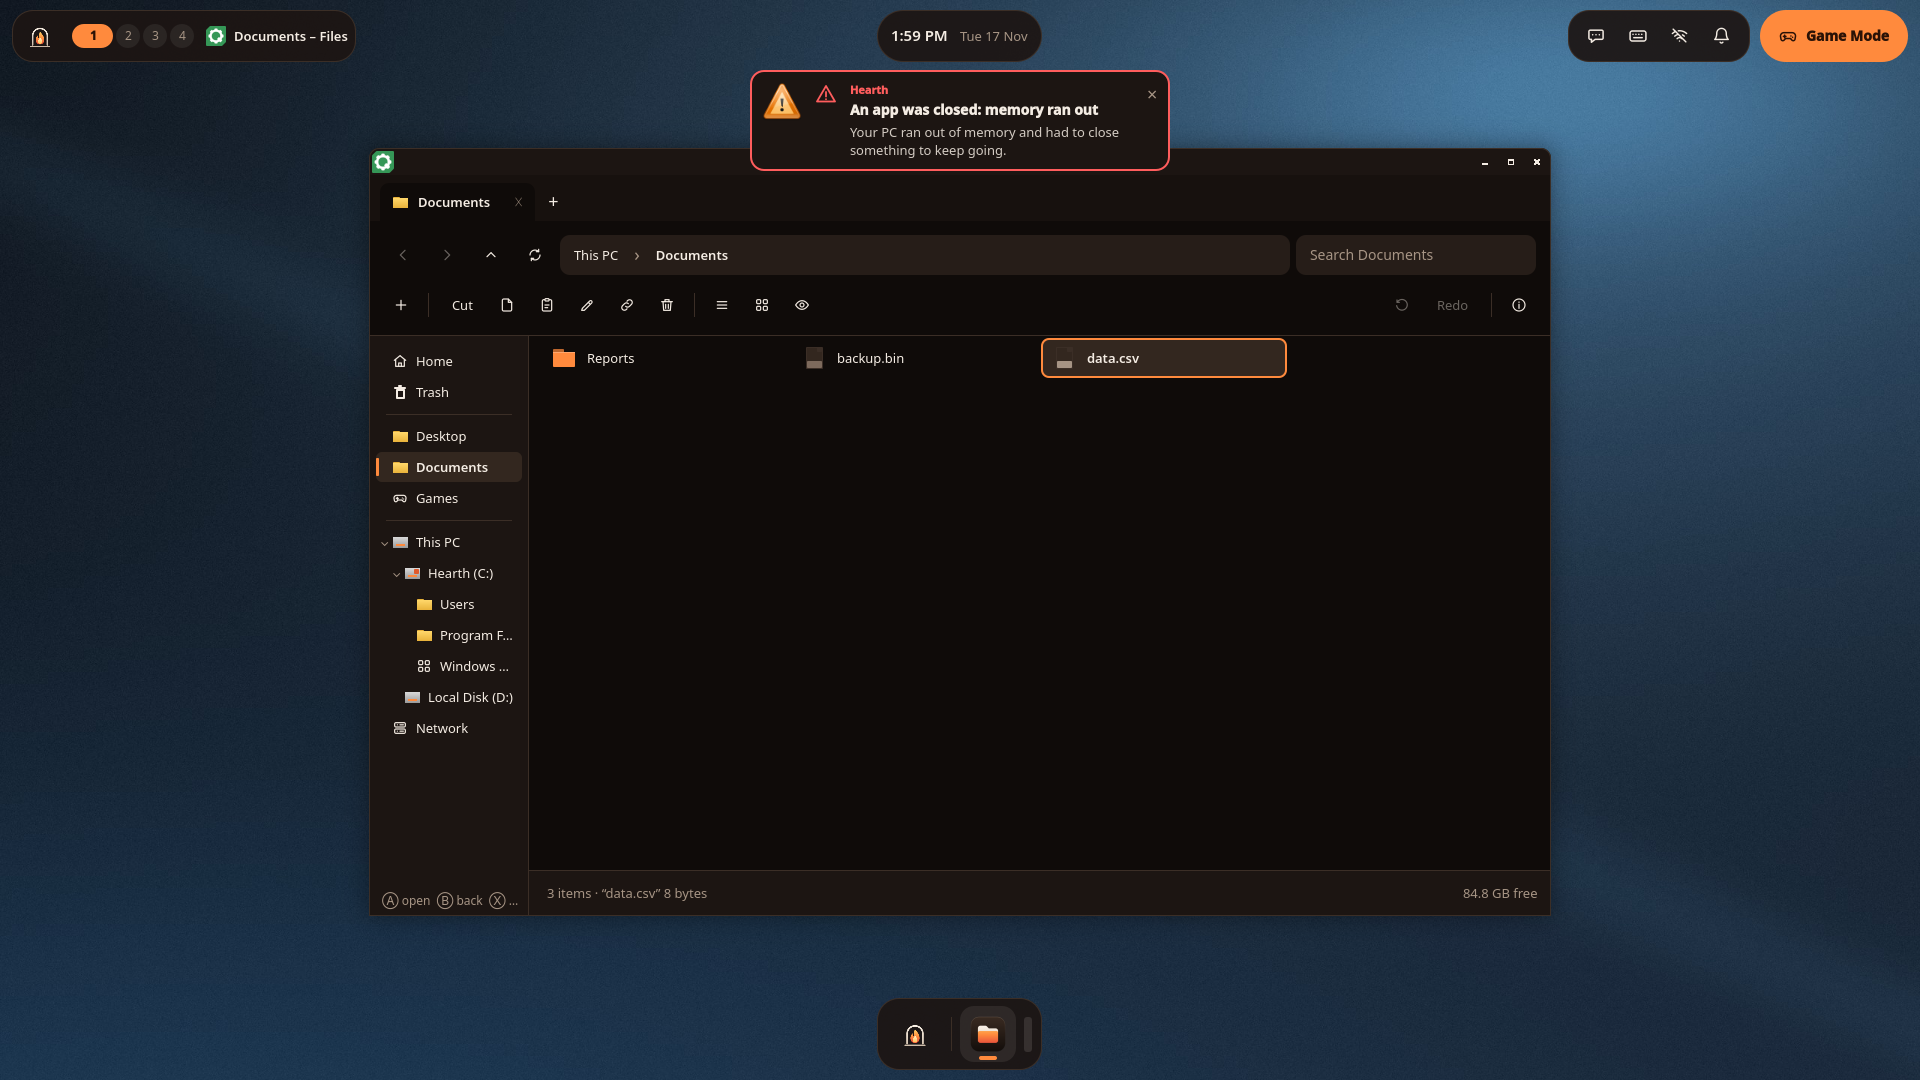 1 2 3 4 Documents – Files
1:59 PM Tue 17 Nov
Game Mode
Hearth
An app was closed: memory ran out
Your PC ran out of memory and had to close
something to keep going.
Documents X +
This PC › Documents
Search Documents
Cut
Redo
Home
Trash
Desktop
Documents
Games
This PC
Hearth (C:)
Users
Program F...
Windows ...
Local Disk (D:)
Network
Reports
backup.bin
data.csv
A open B back X ...
3 items · “data.csv” 8 bytes
84.8 GB free